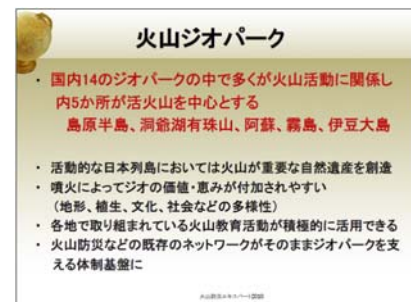 火山ジオパーク
・ 国内14のジオパークの中で多くが火山活動に関係し
内5か所が活火山を中心とする
島原半島、洞爺湖有珠山、阿蘇、霧島、伊豆大島
・ 活動的な日本列島においては火山が重要な自然遺産を創造
・ 噴火によってジオの価値・恵みが付加されやすい
（地形、植生、文化、社会などの多様性）
・ 各地で取り組まれている火山教育活動が積極的に活用できる
・ 火山防災などの既存のネットワークがそのままジオパークを支
える体制基盤に